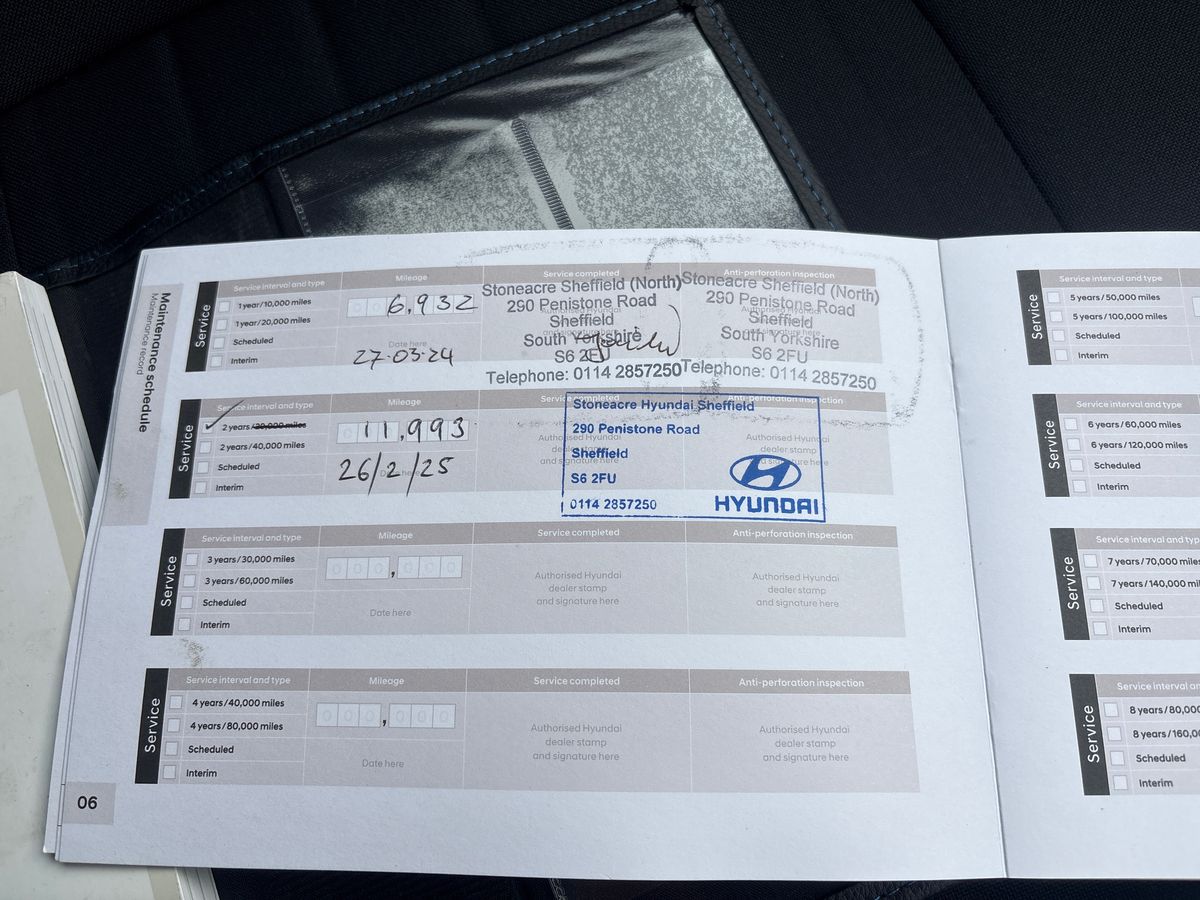 Maintenance schedule
Maintenance record
Service
Service interval and type
Mileage
Service completed
Anti-perforation inspection
1 year/10,000 miles
1 year/20,000 miles
Scheduled
Interim
6,932
Date here
27-03-24
Stoneacre Sheffield (North)
290 Penistone Road
Sheffield
South Yorkshire
S6 2FU
Telephone: 0114 2857250
Stoneacre Sheffield (North)
290 Penistone Road
Sheffield
South Yorkshire
S6 2FU
Telephone: 0114 2857250
Service
Service interval and type
Mileage
Service completed
Anti-perforation inspection
2 years/20,000 miles
2 years/40,000 miles
Scheduled
Interim
11,993
26/2/25
Authorised Hyundai
dealer stamp
and signature here
Authorised Hyundai
dealer stamp
and signature here
Stoneacre Hyundai Sheffield
290 Penistone Road
Sheffield
S6 2FU
0114 2857250
HYUNDAI
Service
Service interval and type
Mileage
Service completed
Anti-perforation inspection
3 years/30,000 miles
3 years/60,000 miles
Scheduled
Interim
000,000
Date here
Authorised Hyundai
dealer stamp
and signature here
Authorised Hyundai
dealer stamp
and signature here
Service
Service interval and type
Mileage
Service completed
Anti-perforation inspection
4 years/40,000 miles
4 years/80,000 miles
Scheduled
Interim
000,000
Date here
Authorised Hyundai
dealer stamp
and signature here
Authorised Hyundai
dealer stamp
and signature here
06
Service
Service interval and type
5 years/50,000 miles
5 years/100,000 miles
Scheduled
Interim
Service
Service interval and type
6 years/60,000 miles
6 years/120,000 miles
Scheduled
Interim
Service
Service interval and typ
7 years/70,000 miles
7 years/140,000 mil
Scheduled
Interim
Service
Service interval an
8 years/80,00
8 years/160,00
Scheduled
Interim